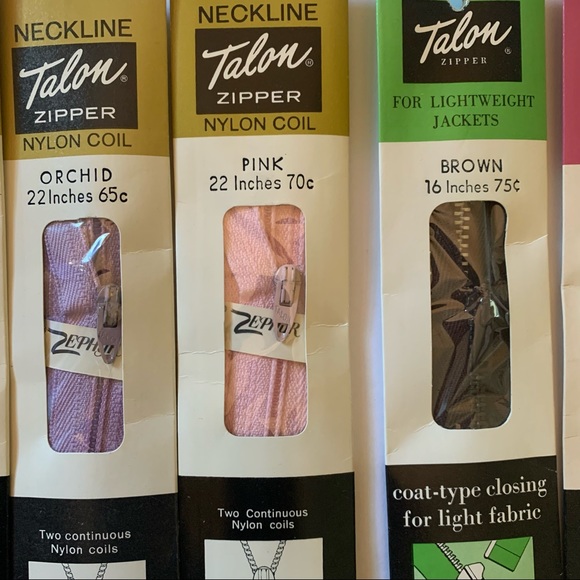 NECKLINE
Talon®
ZIPPER
NYLON COIL
ORCHID
22 Inches 65c
ZEPH
Two continuous
Nylon coils
NECKLINE
Talon®
ZIPPER
NYLON COIL
PINK
22 Inches 70c
ZEPHYR
Two Continuous
Nylon coils
Talon®
ZIPPER
FOR LIGHTWEIGHT
JACKETS
BROWN
16 Inches 75¢
coat-type closing
for light fabric